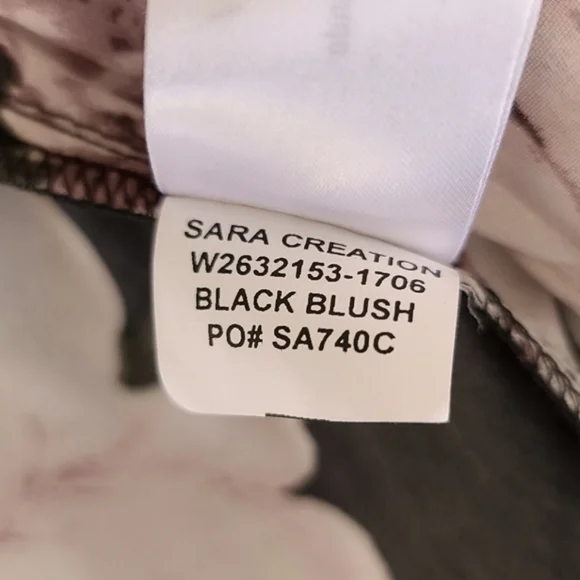 SARA CREATION
W2632153-1706
BLACK BLUSH
PO# SA740C